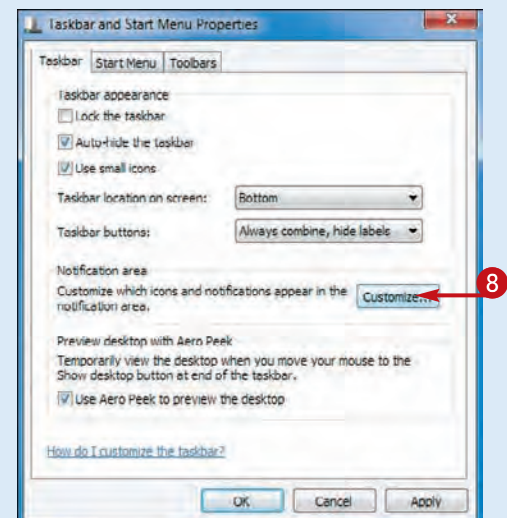 Taskbar and Start Menu Properties
Taskbar Start Menu Toolbars
Taskbar appearance
Lock the taskbar
Auto-hide the taskbar
Use small icons
Taskbar location on screen: Bottom
Taskbar buttons: Always combine, hide labels
Notification area
Customize which icons and notifications appear in the
notification area.
Customize...
8
Preview desktop with Aero Peek
Temporarily view the desktop when you move your mouse to the
Show desktop button at end of the taskbar.
Use Aero Peek to preview the desktop
How do I customize the taskbar?
OK Cancel Apply